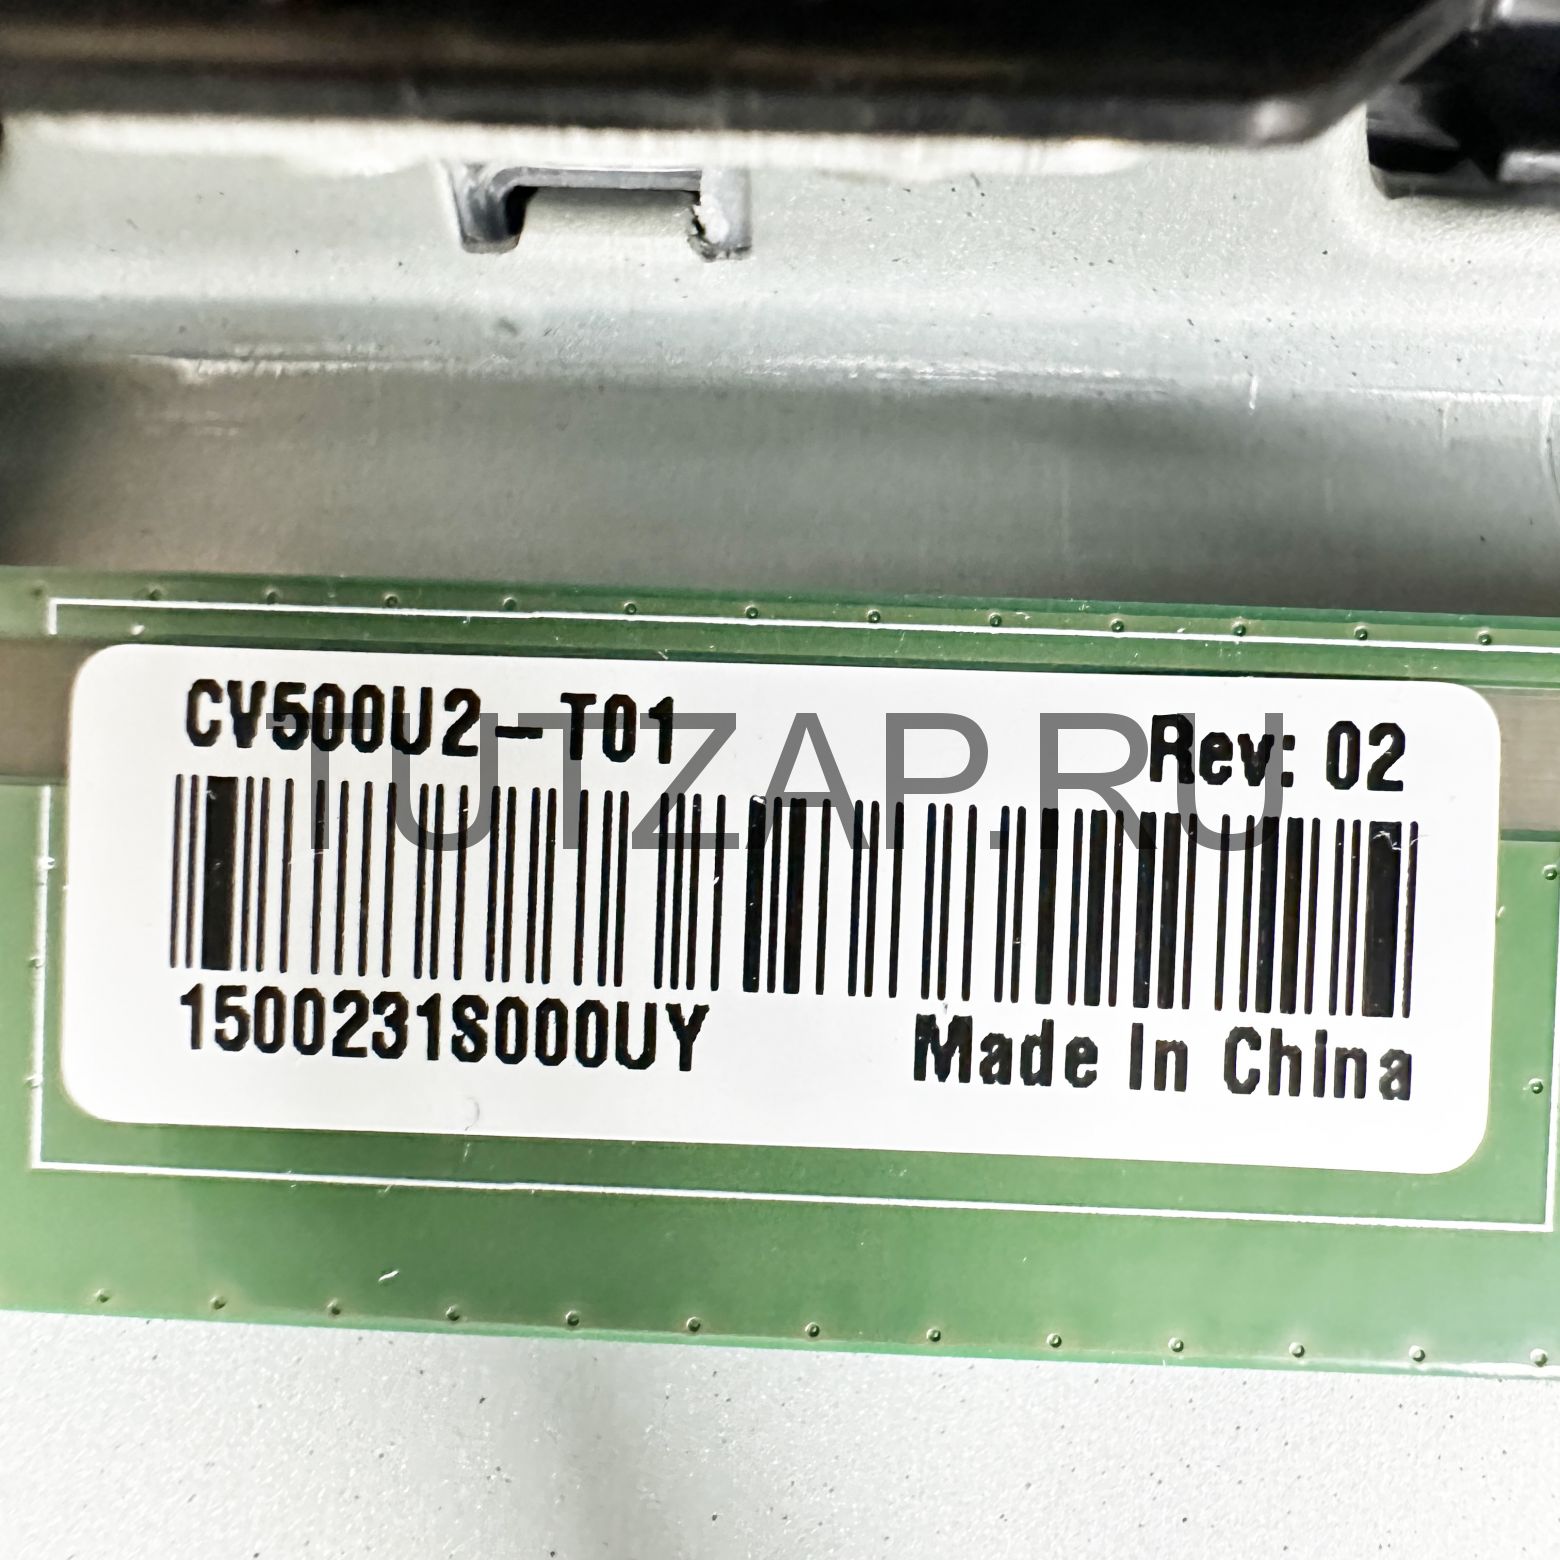 CV500U2-T01
Rev: 02
TUTZAP.RU
1500231S000UY
Made In China